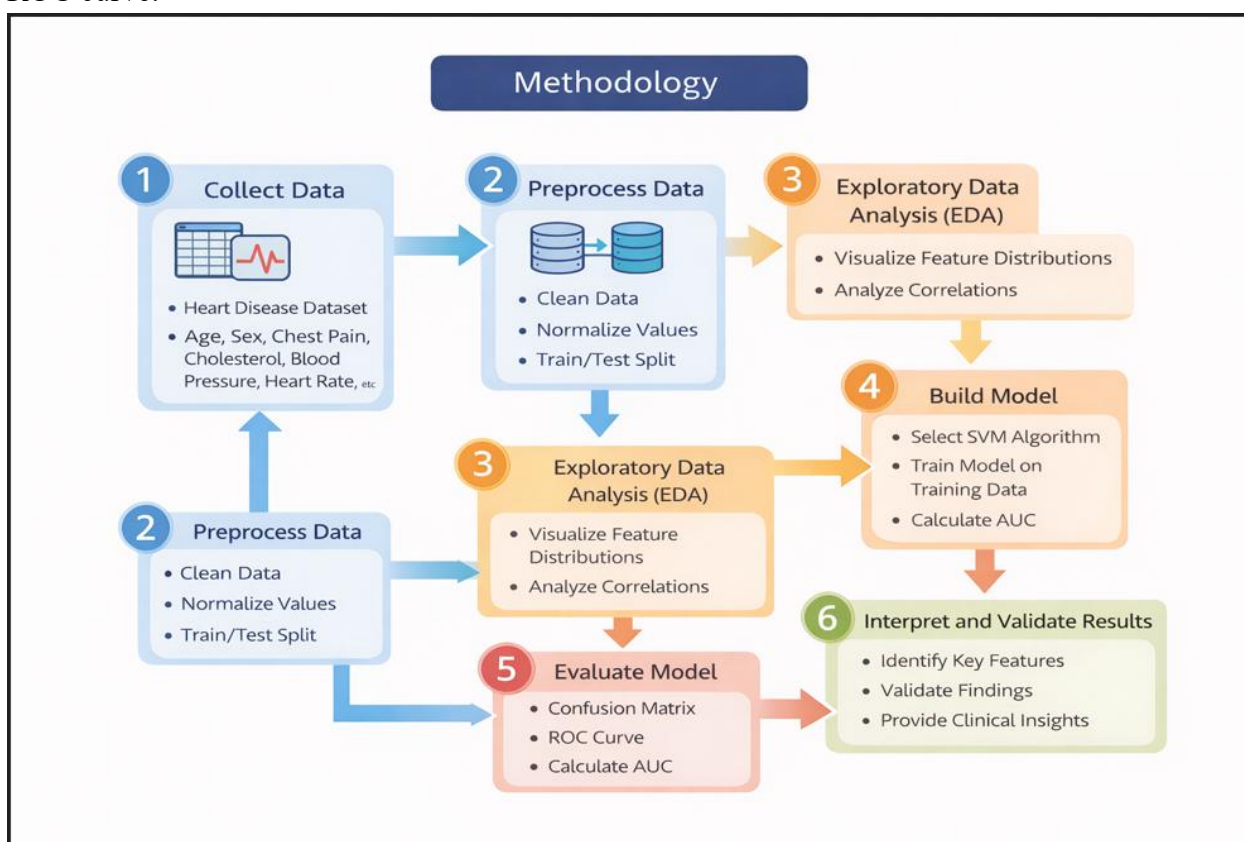 Methodology
1
Collect Data
• Heart Disease Dataset
• Age, Sex, Chest Pain,
Cholesterol, Blood
Pressure, Heart Rate, etc
2
Preprocess Data
• Clean Data
• Normalize Values
• Train/Test Split
3
Exploratory Data
Analysis (EDA)
• Visualize Feature Distributions
• Analyze Correlations
4
Build Model
• Select SVM Algorithm
• Train Model on
Training Data
• Calculate AUC
3
Exploratory Data
Analysis (EDA)
• Visualize Feature
Distributions
• Analyze Correlations
2
Preprocess Data
• Clean Data
• Normalize Values
• Train/Test Split
5
Evaluate Model
• Confusion Matrix
• ROC Curve
• Calculate AUC
6
Interpret and Validate Results
• Identify Key Features
• Validate Findings
• Provide Clinical Insights